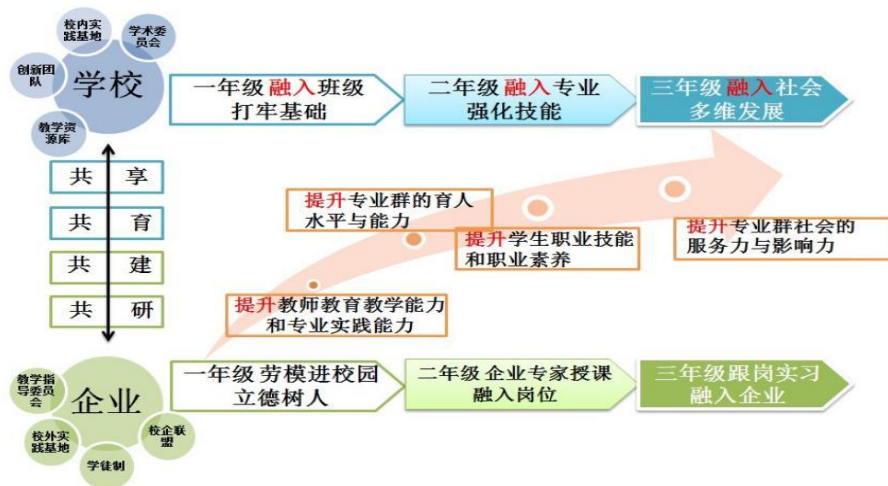 校内实
践基地
学术委
员会
创新团
队
学校
教学资
源库
一年级 融入班级
打牢基础
二年级 融入专业
强化技能
三年级 融入社会
多维发展
共 享
共 育
共 建
共 研
提升专业群的育人
水平与能力
提升学生职业技能
和职业素养
提升专业群社会的
服务力与影响力
提升教师教育教学能力
和专业实践能力
教学指
导委员
会
企业
校外实
践基地
学徒制
校企联
盟
一年级 劳模进校园
立德树人
二年级 企业专家授课
融入岗位
三年级跟岗实习
融入企业